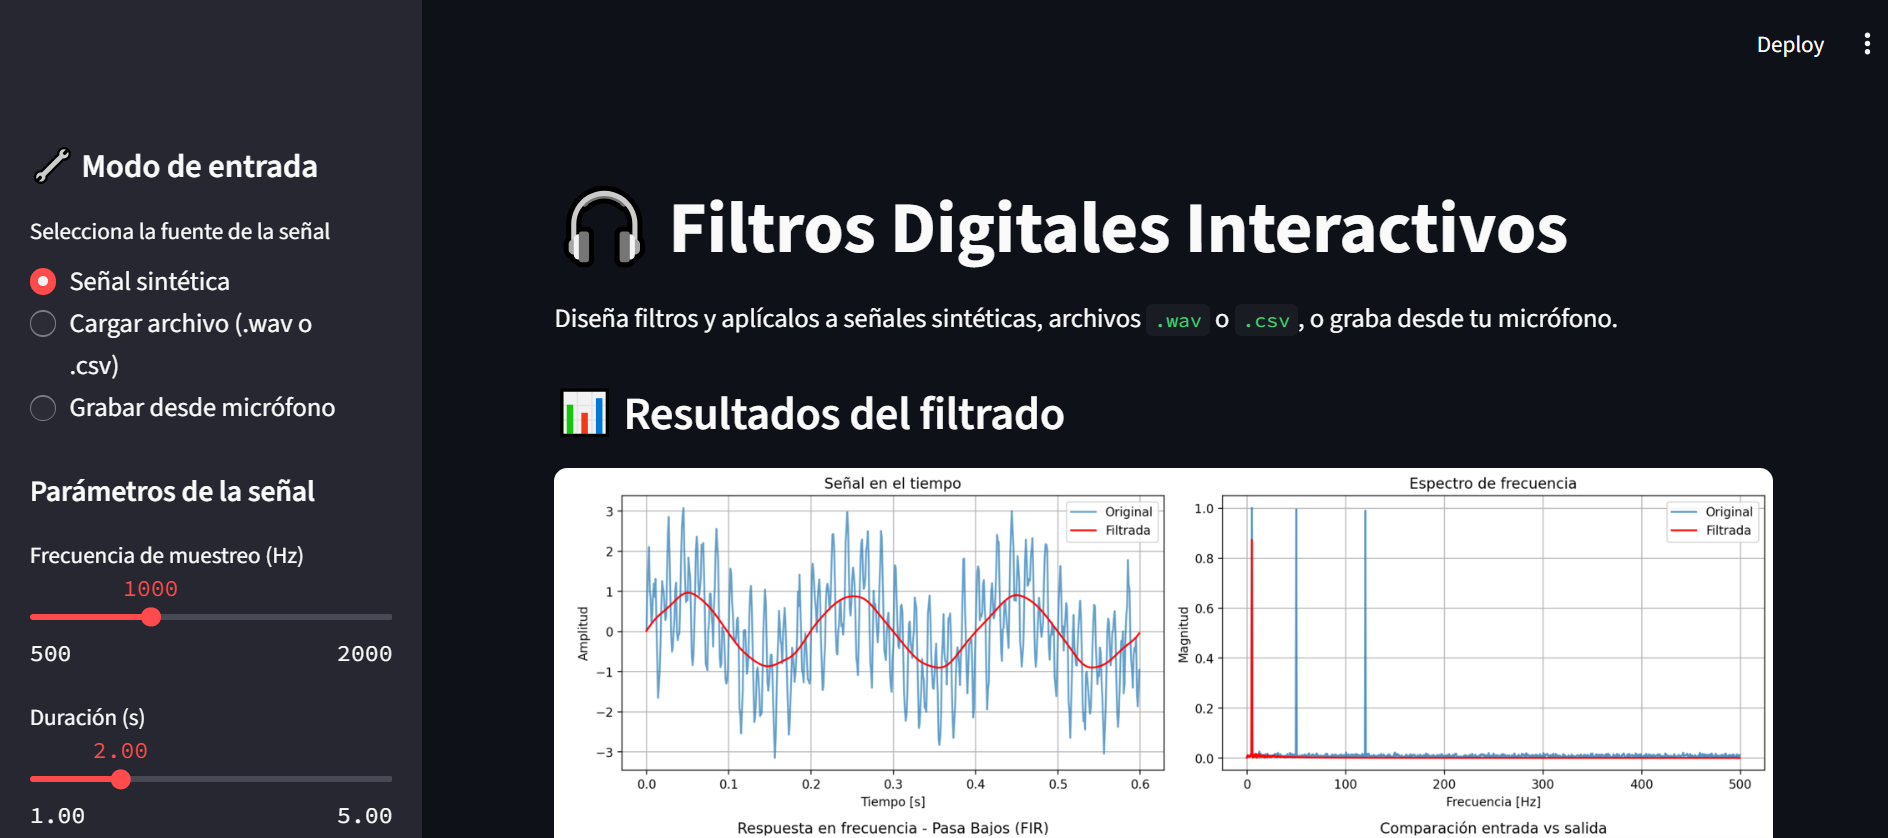 Deploy
Modo de entrada
Selecciona la fuente de la señal
Señal sintética
Cargar archivo (.wav o
.csv)
Grabar desde micrófono
Parámetros de la señal
Frecuencia de muestreo (Hz)
1000
500 2000
Duración (s)
2.00
1.00 5.00
Filtros Digitales Interactivos
Diseña filtros y aplícalos a señales sintéticas, archivos .wav o .csv, o graba desde tu micrófono.
Resultados del filtrado
Señal en el tiempo
Original
Filtrada
3
2
1
0
−1
−2
−3
Amplitud
0.0 0.1 0.2 0.3 0.4 0.5 0.6
Tiempo [s]
Espectro de frecuencia
Original
Filtrada
1.0
0.8
0.6
0.4
0.2
0.0
Magnitud
0 100 200 300 400 500
Frecuencia [Hz]
Respuesta en frecuencia - Pasa Bajos (FIR)
Comparación entrada vs salida